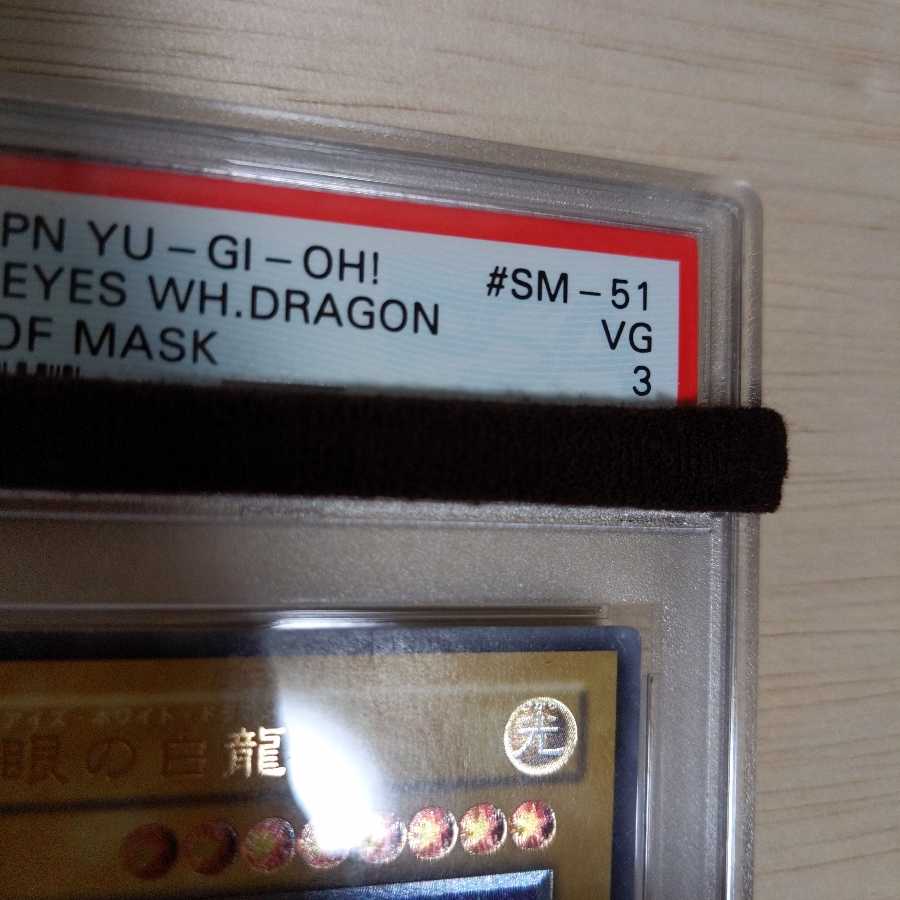 PN YU-GI-OH!
EYES WH.DRAGON
#SM-51
OF MASK
VG
3
眼の白龍
光